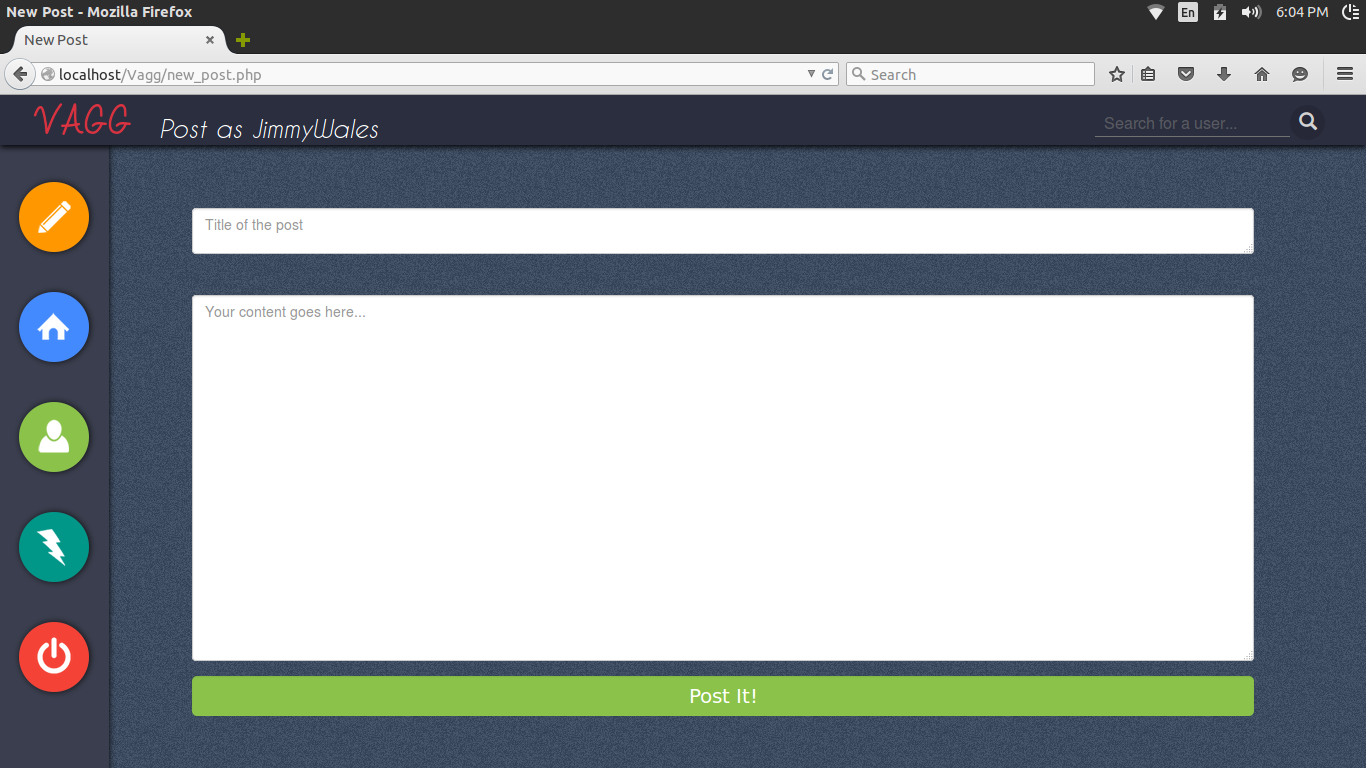 New Post - Mozilla Firefox
En
6:04 PM
New Post
localhost/Vagg/new_post.php
Search
VAGG
Post as JimmyWales
Search for a user...
Title of the post
Your content goes here...
Post It!